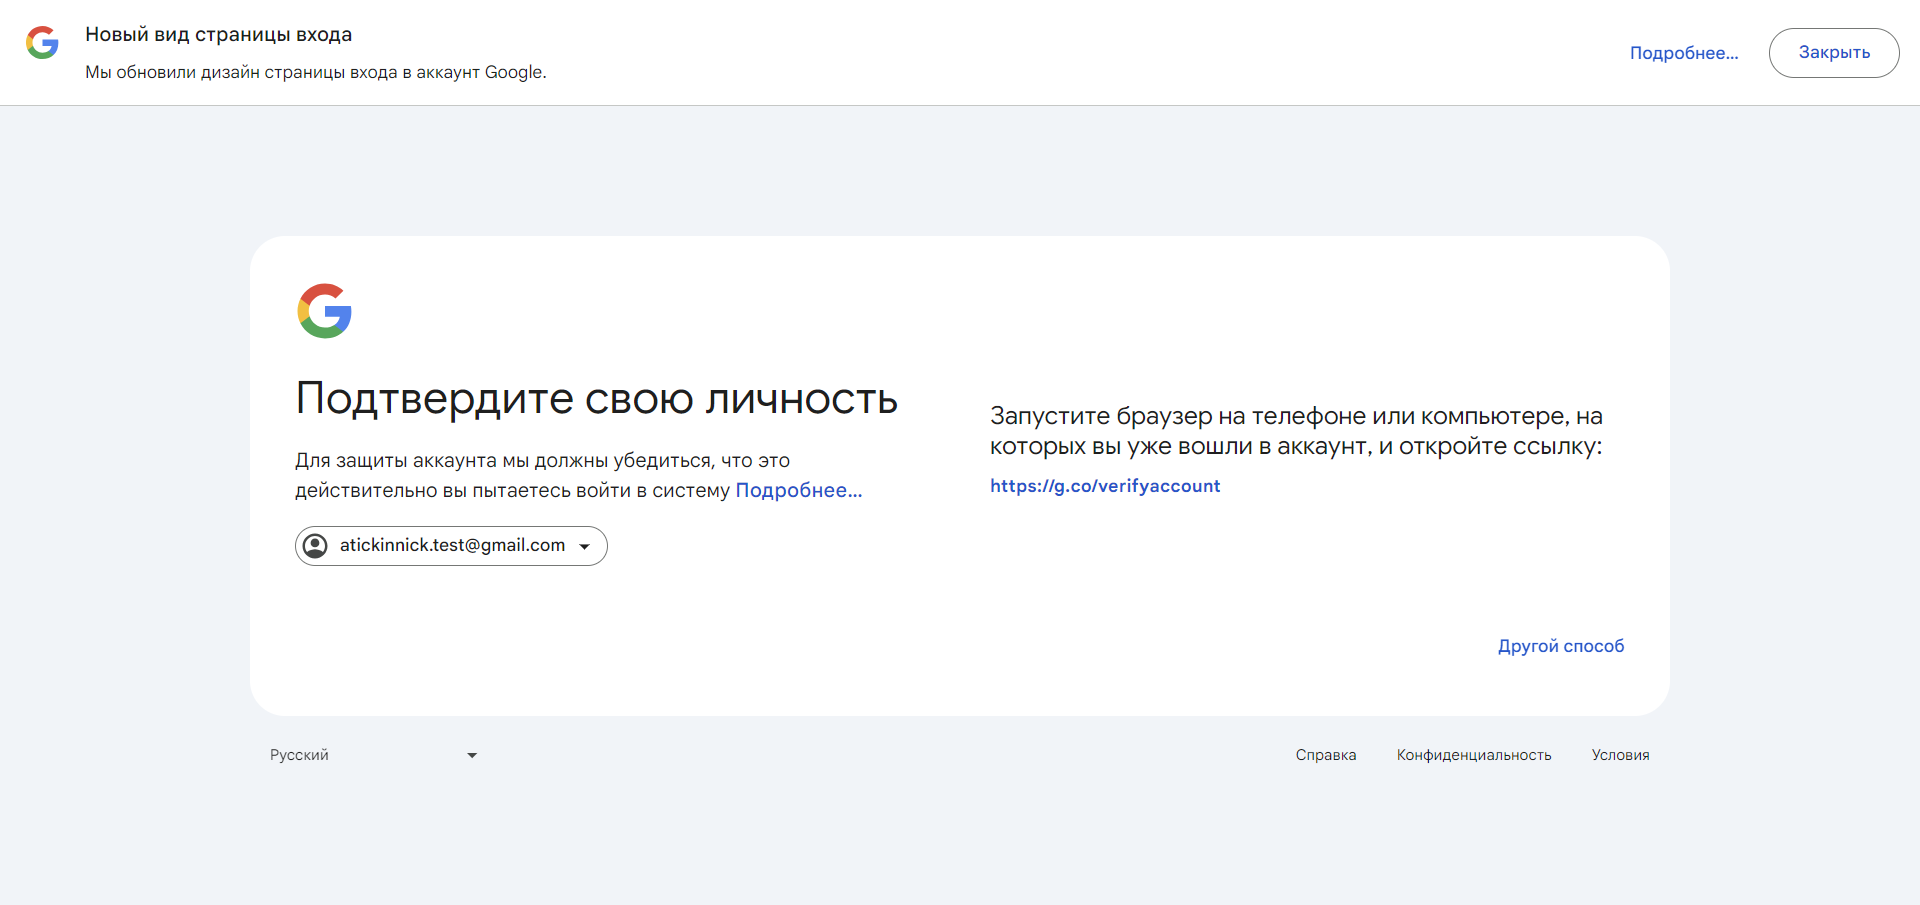 Новый вид страницы входа
Мы обновили дизайн страницы входа в аккаунт Google.
Подробнее...
Закрыть
Подтвердите свою личность
Для защиты аккаунта мы должны убедиться, что это
действительно вы пытаетесь войти в систему Подробнее...
atickinnick.test@gmail.com
Запустите браузер на телефоне или компьютере, на
которых вы уже вошли в аккаунт, и откройте ссылку:
https://g.co/verifyaccount
Другой способ
Русский
Справка
Конфиденциальность
Условия